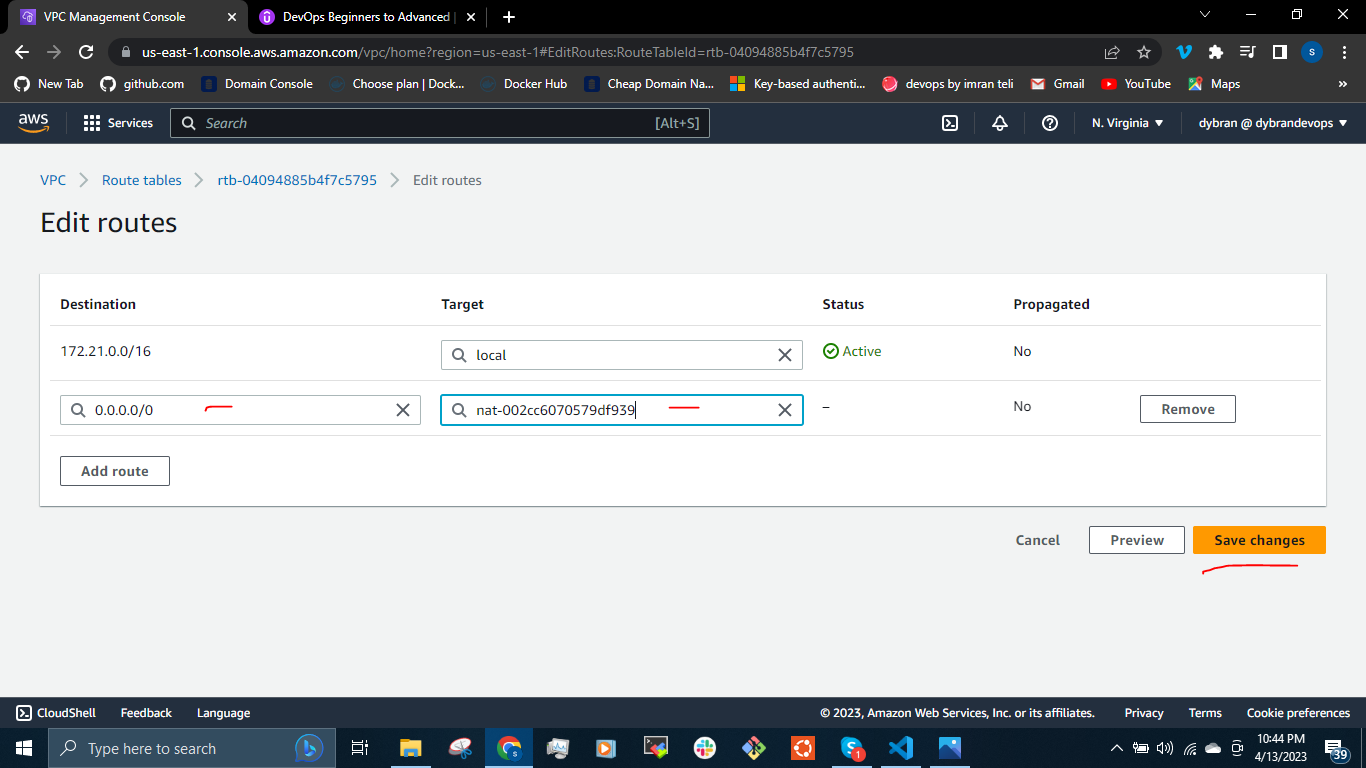 VPC Management Console
DevOps Beginners to Advanced |
us-east-1.console.aws.amazon.com/vpc/home?region=us-east-1#EditRoutes:RouteTableId=rtb-04094885b4f7c5795
S
New Tab
github.com
Domain Console
Choose plan | Dock...
Docker Hub
Cheap Domain Na...
Key-based authenti...
devops by imran teli
Gmail
YouTube
Maps
»
aws
Services
Search
[Alt+S]
N. Virginia
dybran @ dybrandevops
VPC
Route tables
rtb-04094885b4f7c5795
Edit routes
Edit routes
Destination
Target
Status
Propagated
172.21.0.0/16
local
Active
No
0.0.0.0/0
nat-002cc6070579df939
–
No
Remove
Add route
Cancel
Preview
Save changes
CloudShell
Feedback
Language
© 2023, Amazon Web Services, Inc. or its affiliates.
Privacy
Terms
Cookie preferences
Type here to search
1
10:44 PM
4/13/2023
39